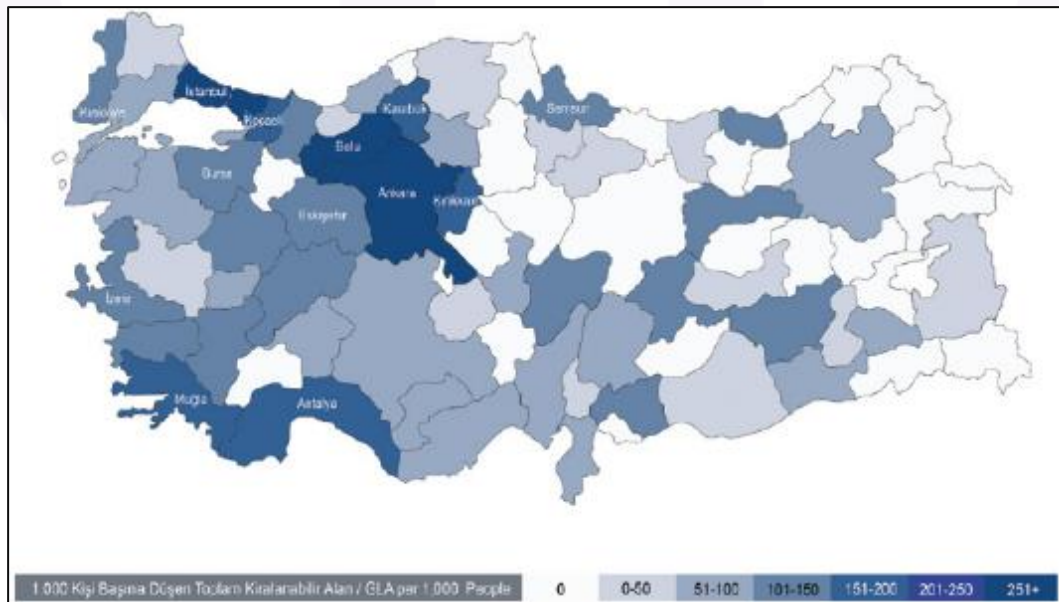 İstanbul
Kırklareli
Kocaeli
Karabük
Samsun
Bolu
Bursa
Ankara
Kırıkkale
Eskişehir
İzmir
Muğla
Antalya
1.000 Kişi Başına Düşen Toplam Kiralanabilir Alan / GLA per 1,000 People 0 0-50 51-100 101-150 151-200 201-250 251+